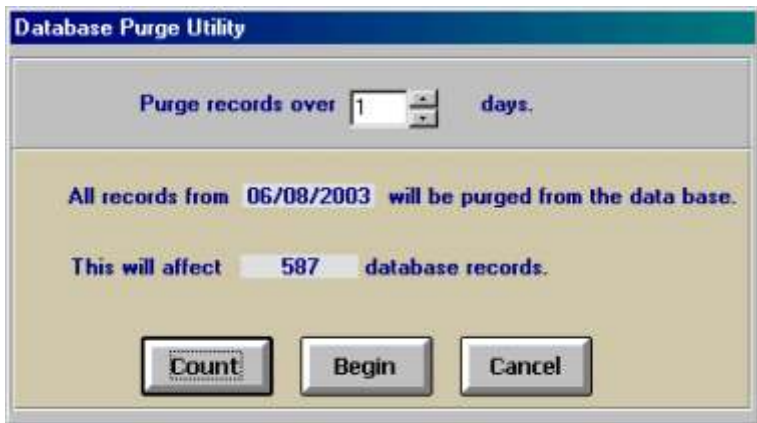 Database Purge Utility
Purge records over 1 days.
All records from 06/08/2003 will be purged from the data base.
This will affect 587 database records.
Count Begin Cancel